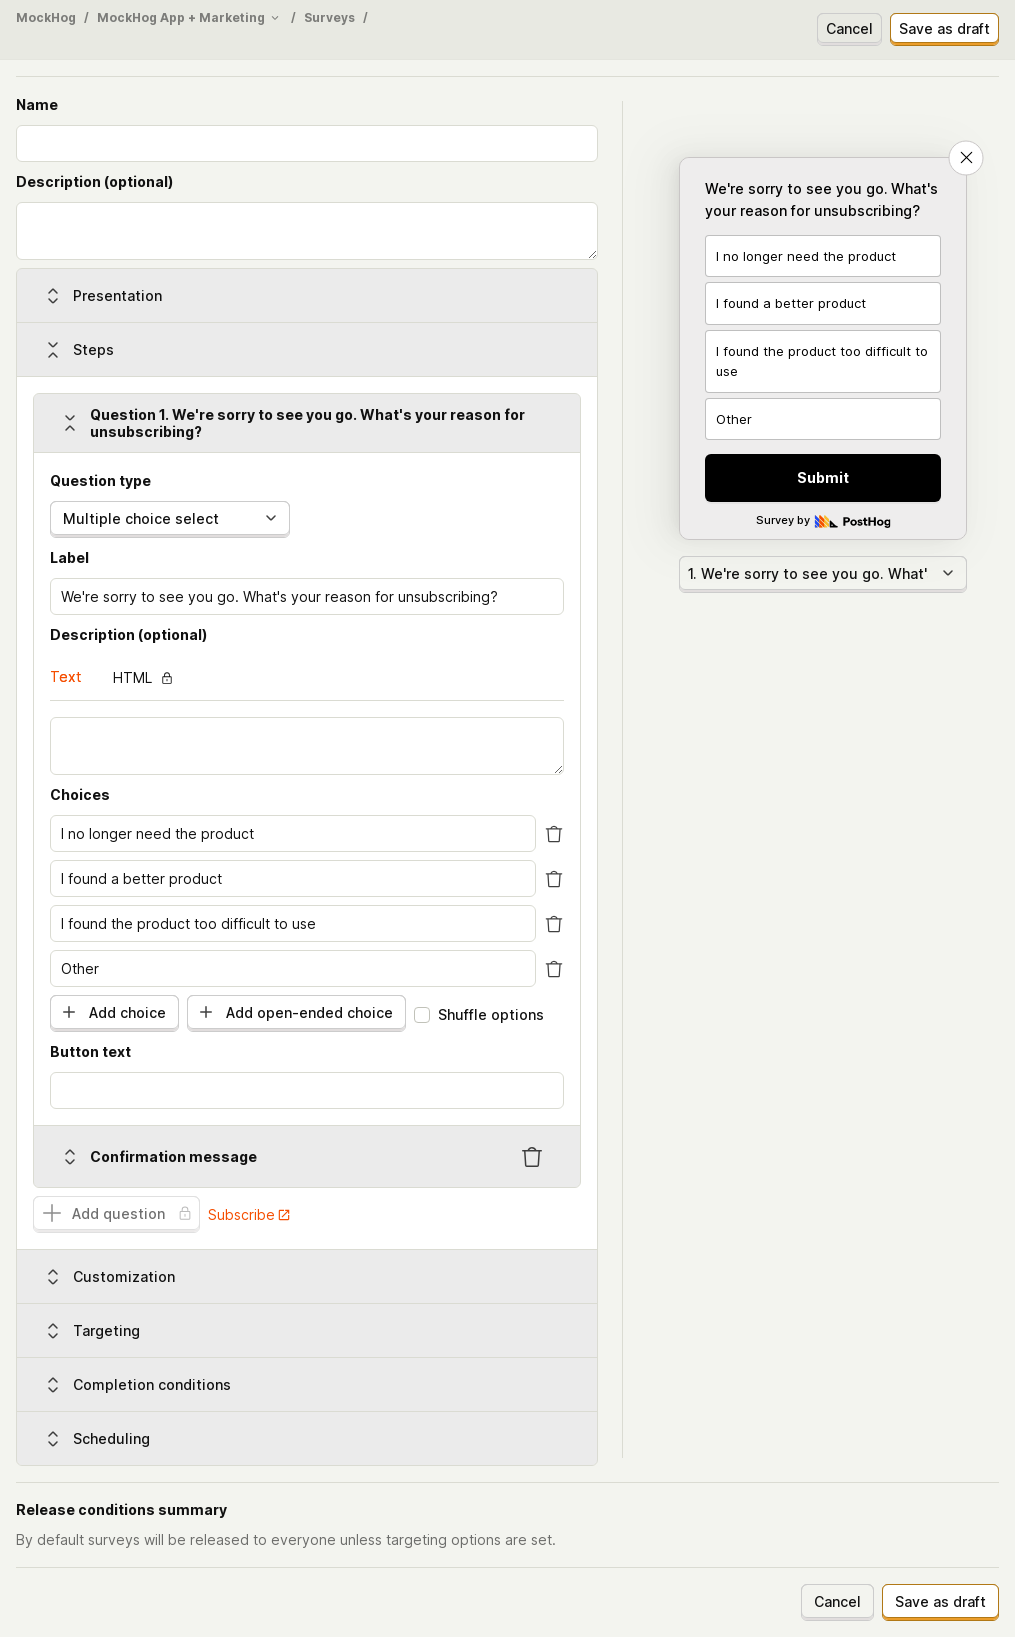 MockHog / MockHog App + Marketing / Surveys /
Cancel
Save as draft
Name
Description (optional)
Presentation
Steps
Question 1. We're sorry to see you go. What's your reason for
unsubscribing?
Question type
Multiple choice select
Label
We're sorry to see you go. What's your reason for unsubscribing?
Description (optional)
Text
HTML
Choices
I no longer need the product
I found a better product
I found the product too difficult to use
Other
Add choice
Add open-ended choice
Shuffle options
Button text
Confirmation message
Add question
Subscribe
Customization
Targeting
Completion conditions
Scheduling
We're sorry to see you go. What's
your reason for unsubscribing?
I no longer need the product
I found a better product
I found the product too difficult to
use
Other
Submit
Survey by PostHog
1. We're sorry to see you go. What'
Release conditions summary
By default surveys will be released to everyone unless targeting options are set.
Cancel
Save as draft